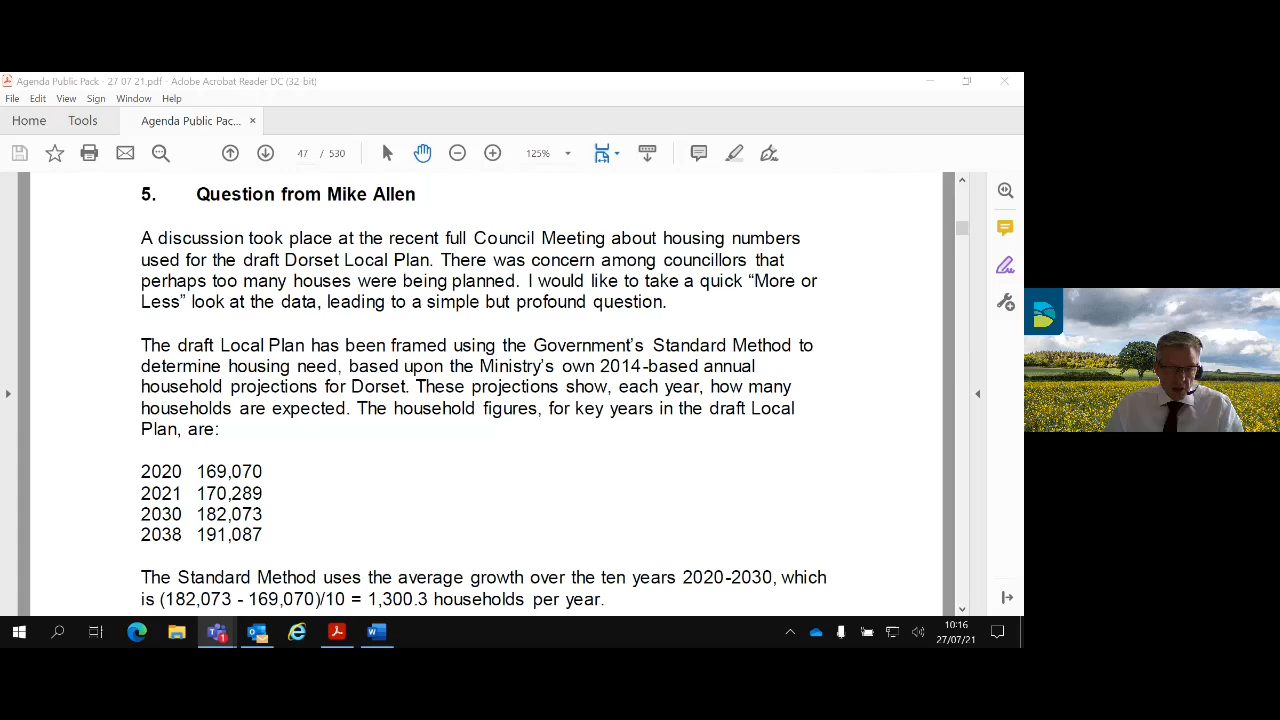 Agenda Public Pack - 27 07 21.pdf - Adobe Acrobat Reader DC (32-bit)
File Edit View Sign Window Help
Home Tools Agenda Public Pac... ×
47 / 530 125%
5. Question from Mike Allen
A discussion took place at the recent full Council Meeting about housing numbers
used for the draft Dorset Local Plan. There was concern among councillors that
perhaps too many houses were being planned. I would like to take a quick “More or
Less” look at the data, leading to a simple but profound question.
The draft Local Plan has been framed using the Government’s Standard Method to
determine housing need, based upon the Ministry’s own 2014-based annual
household projections for Dorset. These projections show, each year, how many
households are expected. The household figures, for key years in the draft Local
Plan, are:
2020 169,070
2021 170,289
2030 182,073
2038 191,087
The Standard Method uses the average growth over the ten years 2020-2030, which
is (182,073 - 169,070)/10 = 1,300.3 households per year.
10:16
27/07/21